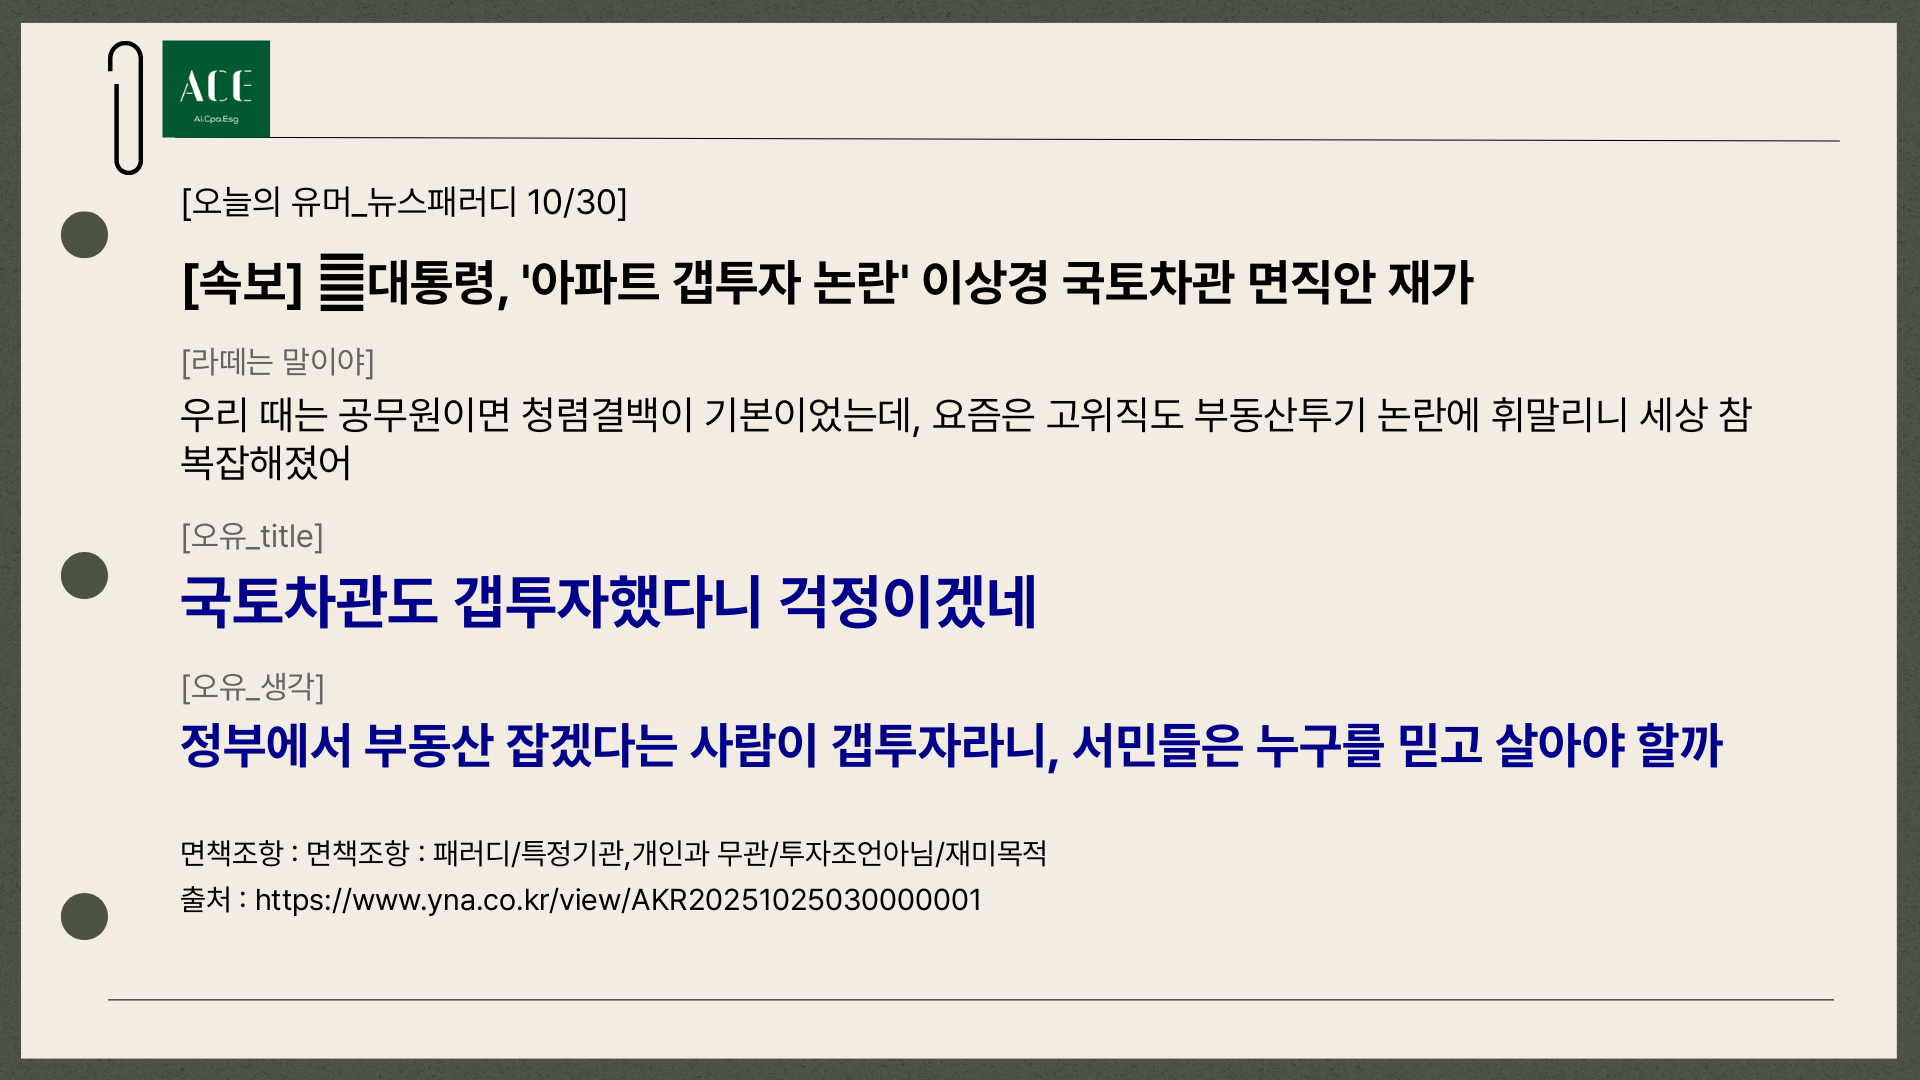 ACE
Ai.Cpa.Esg
[오늘의 유머_뉴스패러디 10/30]
[속보] 대통령, '아파트 갭투자 논란' 이상경 국토차관 면직안 재가
[라떼는 말이야]
우리 때는 공무원이면 청렴결백이 기본이었는데, 요즘은 고위직도 부동산투기 논란에 휘말리니 세상 참
복잡해졌어
[오유_title]
국토차관도 갭투자했다니 걱정이겠네
[오유_생각]
정부에서 부동산 잡겠다는 사람이 갭투자라니, 서민들은 누구를 믿고 살아야 할까
면책조항 : 면책조항 : 패러디/특정기관,개인과 무관/투자조언아님/재미목적
출처 : https://www.yna.co.kr/view/AKR20251025030000001